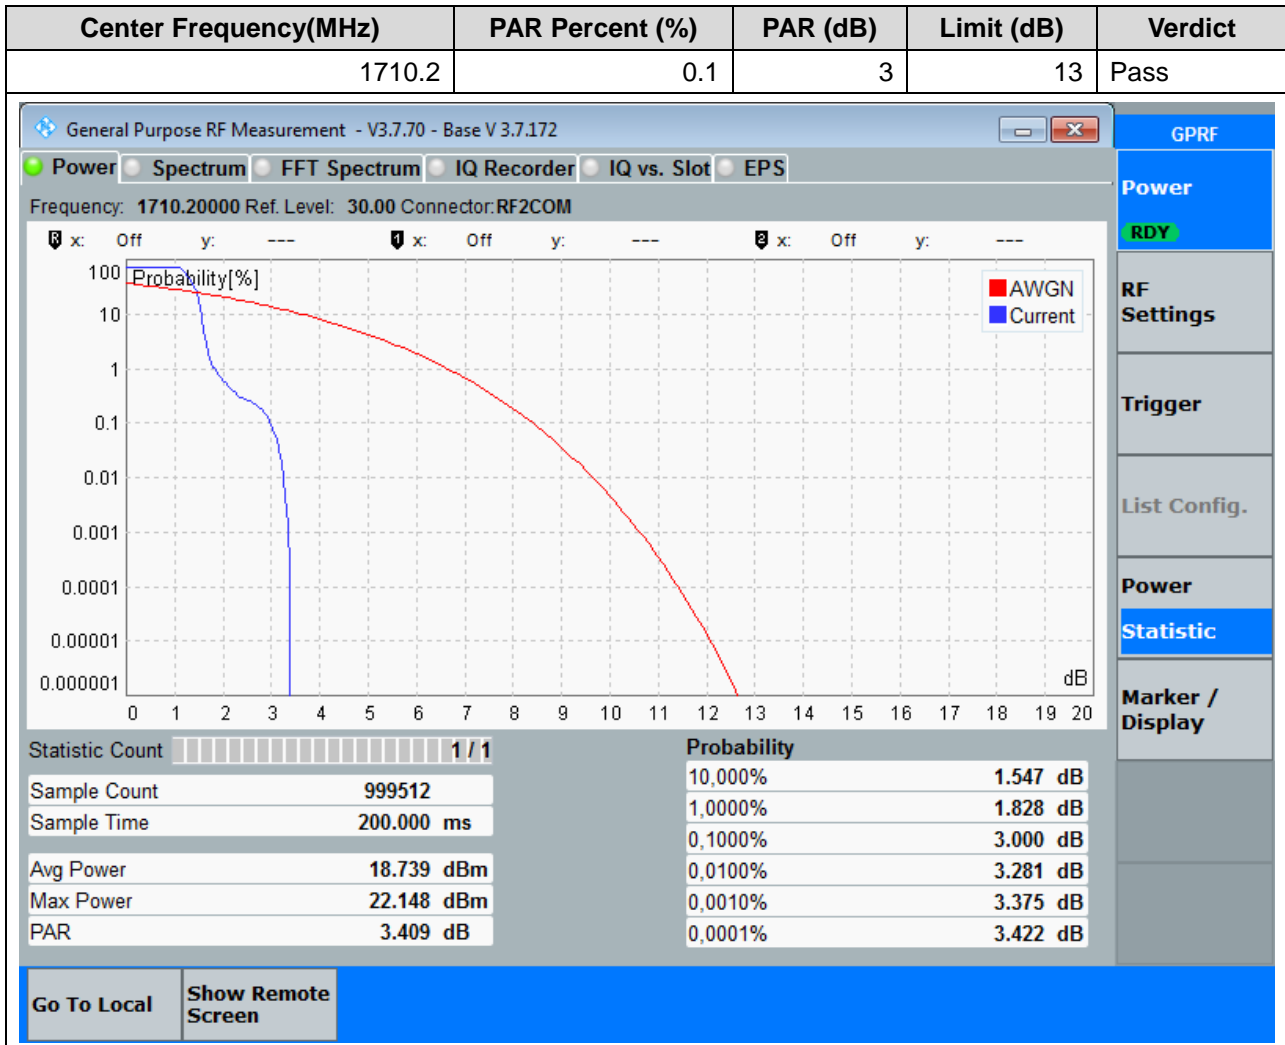 Center Frequency(MHz) PAR Percent (%) PAR (dB) Limit (dB) Verdict
1710.2 0.1 3 13 Pass
General Purpose RF Measurement - V3.7.70 - Base V 3.7.172
GPRF
Power Spectrum FFT Spectrum IQ Recorder IQ vs. Slot EPS
Power
RDY
Frequency: 1710.20000 Ref. Level: 30.00 Connector:RF2COM
R x: Off y: --- 1 x: Off y: --- 2 x: Off y: ---
Probability[%]
AWGN
Current
100
10
1
0.1
0.01
0.001
0.0001
0.00001
0.000001
dB
0 1 2 3 4 5 6 7 8 9 10 11 12 13 14 15 16 17 18 19 20
RF
Settings
Trigger
List Config.
Power
Statistic
Marker /
Display
Statistic Count 1 / 1
Sample Count 999512
Sample Time 200.000 ms
Avg Power 18.739 dBm
Max Power 22.148 dBm
PAR 3.409 dB
Probability
10,000% 1.547 dB
1,0000% 1.828 dB
0,1000% 3.000 dB
0,0100% 3.281 dB
0,0010% 3.375 dB
0,0001% 3.422 dB
Go To Local
Show Remote
Screen